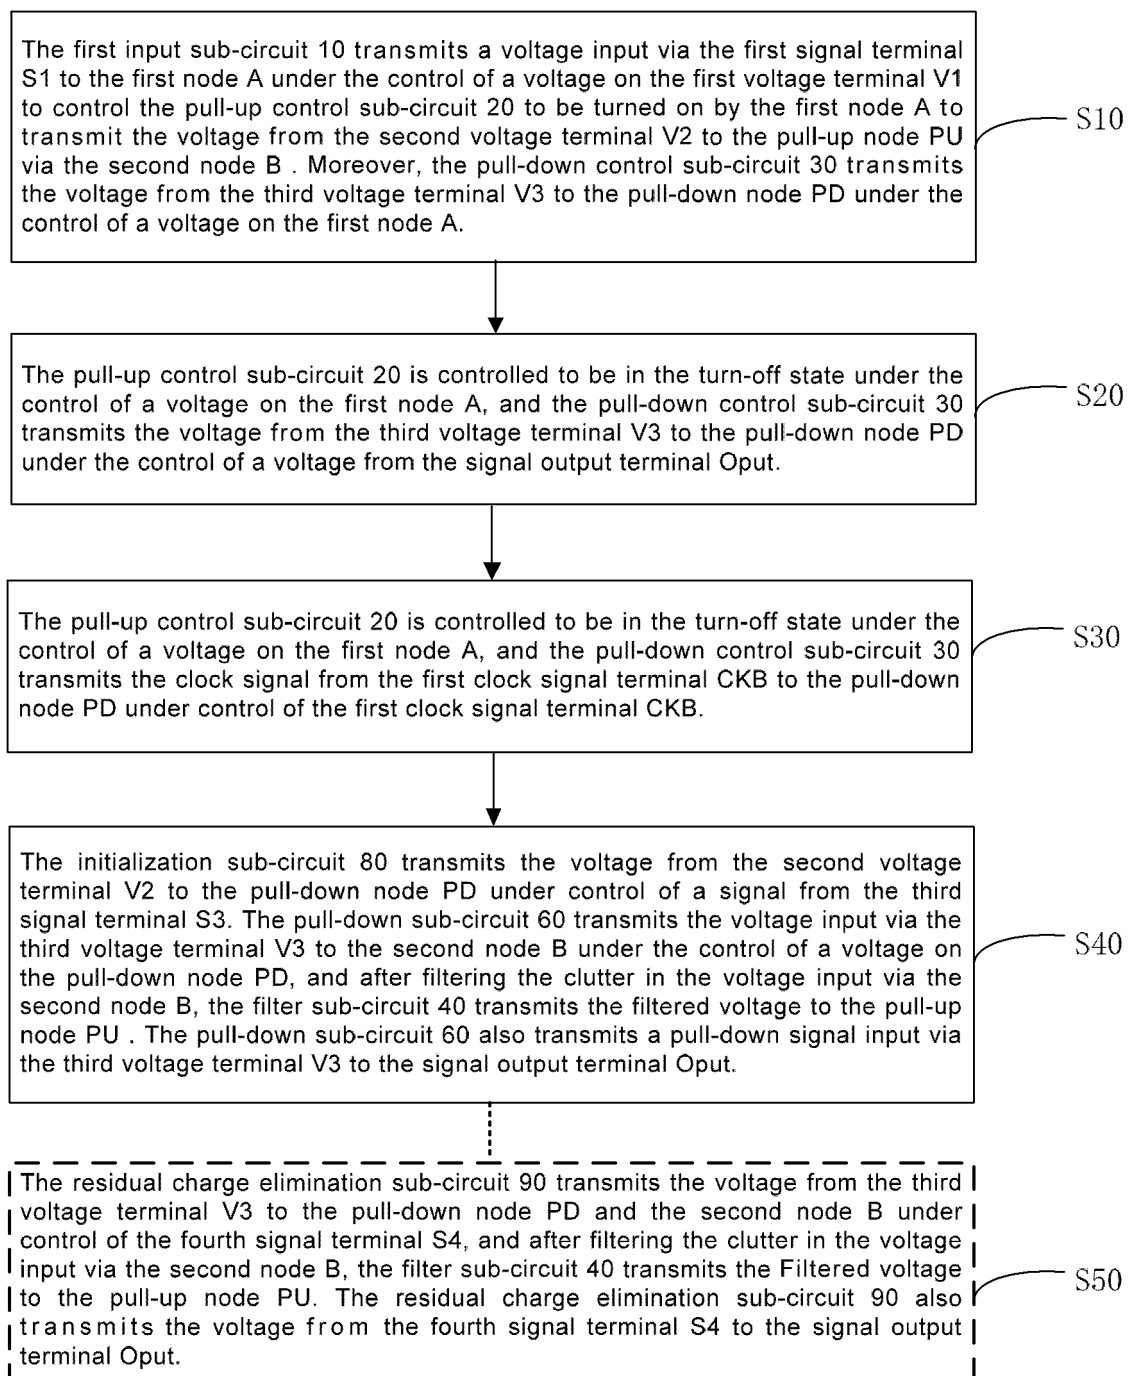 The first input sub-circuit 10 transmits a voltage input via the first signal terminal
S1 to the first node A under the control of a voltage on the first voltage terminal V1
to control the pull-up control sub-circuit 20 to be turned on by the first node A to
transmit the voltage from the second voltage terminal V2 to the pull-up node PU
via the second node B . Moreover, the pull-down control sub-circuit 30 transmits
the voltage from the third voltage terminal V3 to the pull-down node PD under the
control of a voltage on the first node A.
S10
The pull-up control sub-circuit 20 is controlled to be in the turn-off state under the
control of a voltage on the first node A, and the pull-down control sub-circuit 30
transmits the voltage from the third voltage terminal V3 to the pull-down node PD
under the control of a voltage from the signal output terminal Oput.
S20
The pull-up control sub-circuit 20 is controlled to be in the turn-off state under the
control of a voltage on the first node A, and the pull-down control sub-circuit 30
transmits the clock signal from the first clock signal terminal CKB to the pull-down
node PD under control of the first clock signal terminal CKB.
S30
The initialization sub-circuit 80 transmits the voltage from the second voltage
terminal V2 to the pull-down node PD under control of a signal from the third
signal terminal S3. The pull-down sub-circuit 60 transmits the voltage input via the
third voltage terminal V3 to the second node B under the control of a voltage on
the pull-down node PD, and after filtering the clutter in the voltage input via the
second node B, the filter sub-circuit 40 transmits the filtered voltage to the pull-up
node PU . The pull-down sub-circuit 60 also transmits a pull-down signal input via
the third voltage terminal V3 to the signal output terminal Oput.
S40
The residual charge elimination sub-circuit 90 transmits the voltage from the third
voltage terminal V3 to the pull-down node PD and the second node B under
control of the fourth signal terminal S4, and after filtering the clutter in the voltage
input via the second node B, the filter sub-circuit 40 transmits the Filtered voltage
to the pull-up node PU. The residual charge elimination sub-circuit 90 also
transmits the voltage from the fourth signal terminal S4 to the signal output
terminal Oput.
S50